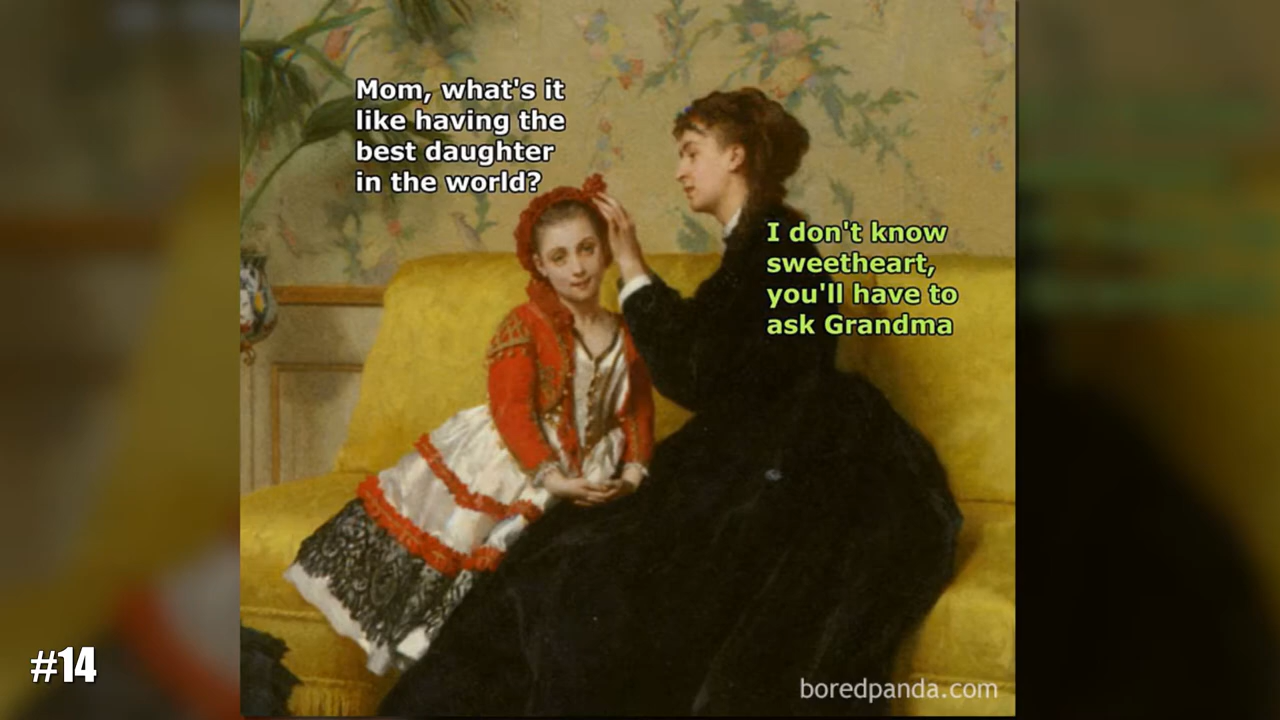 Mom, what's it
like having the
best daughter
in the world?
I don't know
sweetheart,
you'll have to
ask Grandma
#14
boredpanda.com